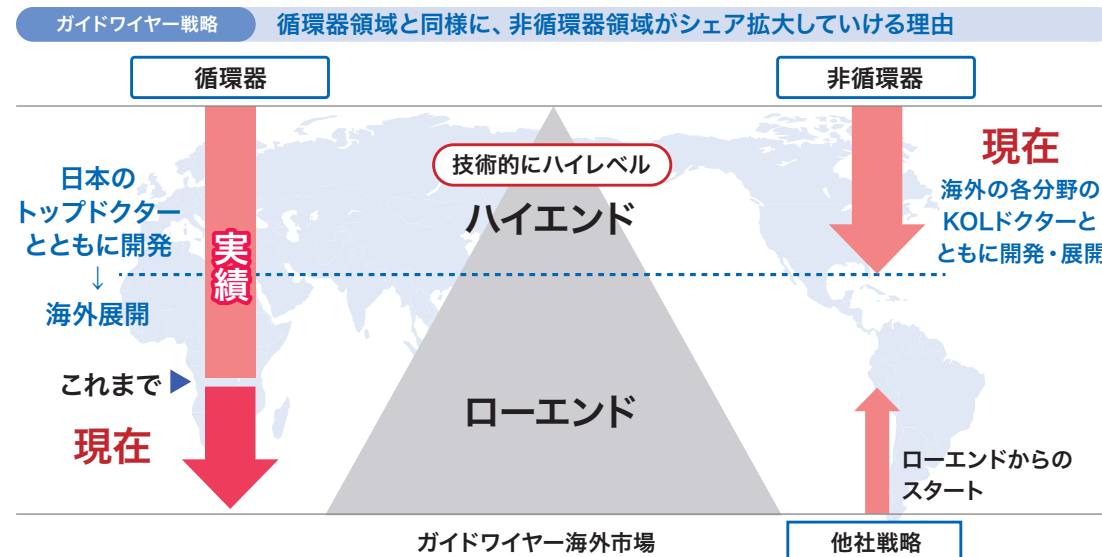 ガイドワイヤー戦略
循環器領域と同様に、非循環器領域がシェア拡大していける理由
循環器
非循環器
技術的にハイレベル
ハイエンド
日本の
トップドクター
とともに開発
↓
海外展開
実績
現在
海外の各分野の
KOLドクターと
ともに開発・展開
これまで
現在
ローエンド
ローエンドからの
スタート
ガイドワイヤー海外市場
他社戦略